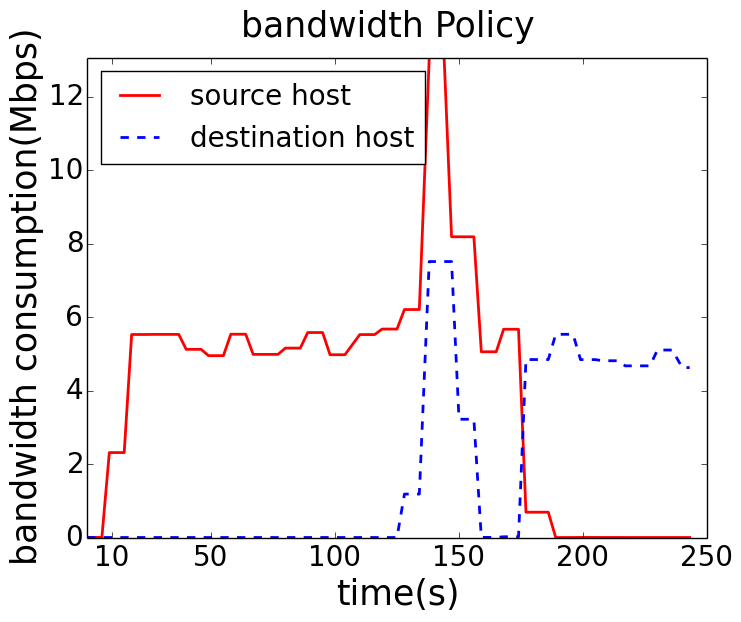 bandwidth Policy
source host
destination host
bandwidth consumption(Mbps)
12
10
8
6
4
2
0
10 50 100 150 200 250
time(s)